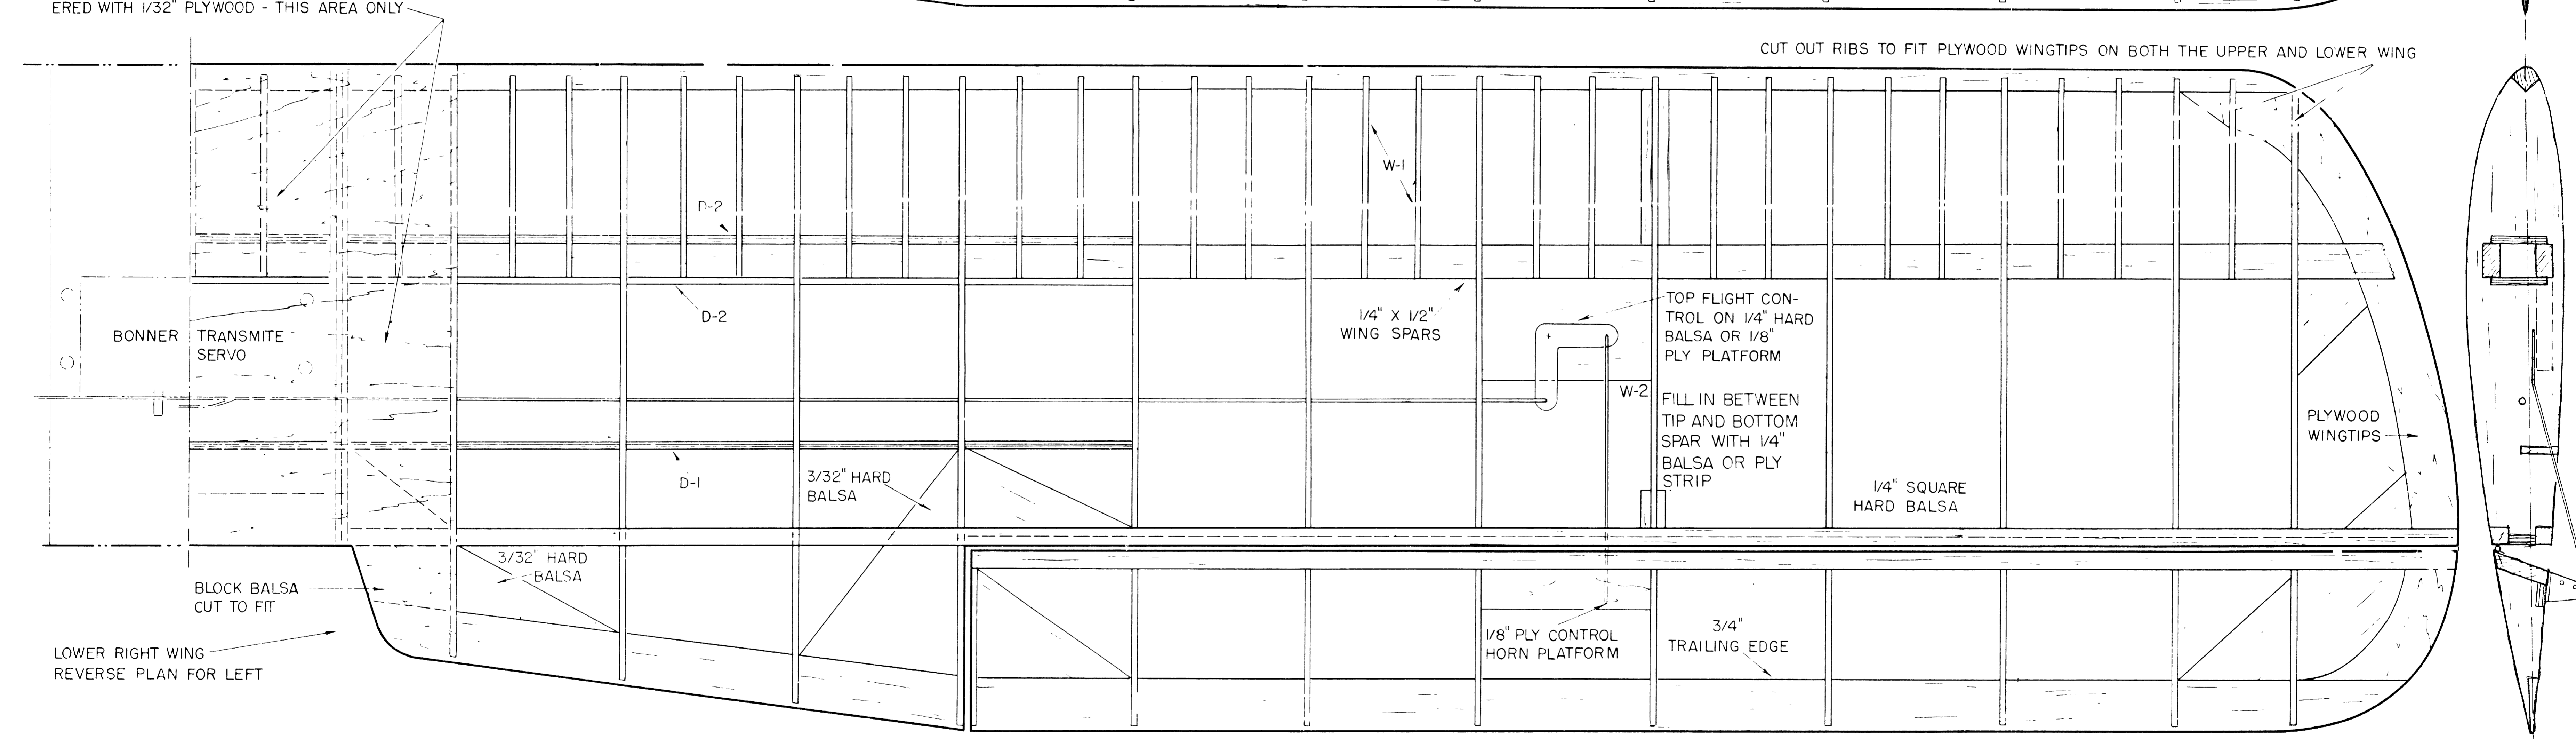 ERED WITH 1/32" PLYWOOD - THIS AREA ONLY
CUT OUT RIBS TO FIT PLYWOOD WINGTIPS ON BOTH THE UPPER AND LOWER WING
W-1
D-2
D-2
BONNER TRANSMITE
SERVO
1/4" X 1/2"
WING SPARS
TOP FLIGHT CON-
TROL ON 1/4" HARD
BALSA OR 1/8"
PLY PLATFORM
W-2
FILL IN BETWEEN
TIP AND BOTTOM
SPAR WITH 1/4"
BALSA OR PLY
STRIP
PLYWOOD
WINGTIPS
D-1
3/32" HARD
BALSA
1/4" SQUARE
HARD BALSA
3/32" HARD
BALSA
BLOCK BALSA
CUT TO FIT
1/8" PLY CONTROL
HORN PLATFORM
3/4"
TRAILING EDGE
LOWER RIGHT WING
REVERSE PLAN FOR LEFT